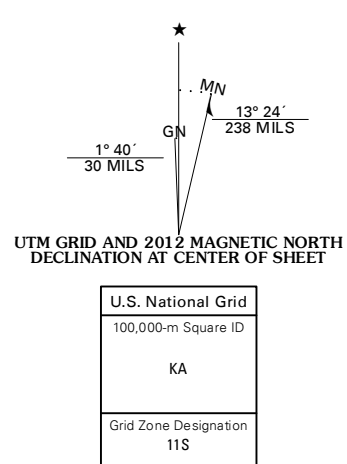 ★
MN
GN
13° 24´
238 MILS
1° 40´
30 MILS
UTM GRID AND 2012 MAGNETIC NORTH
DECLINATION AT CENTER OF SHEET
U.S. National Grid
100,000-m Square ID
KA
Grid Zone Designation
11S